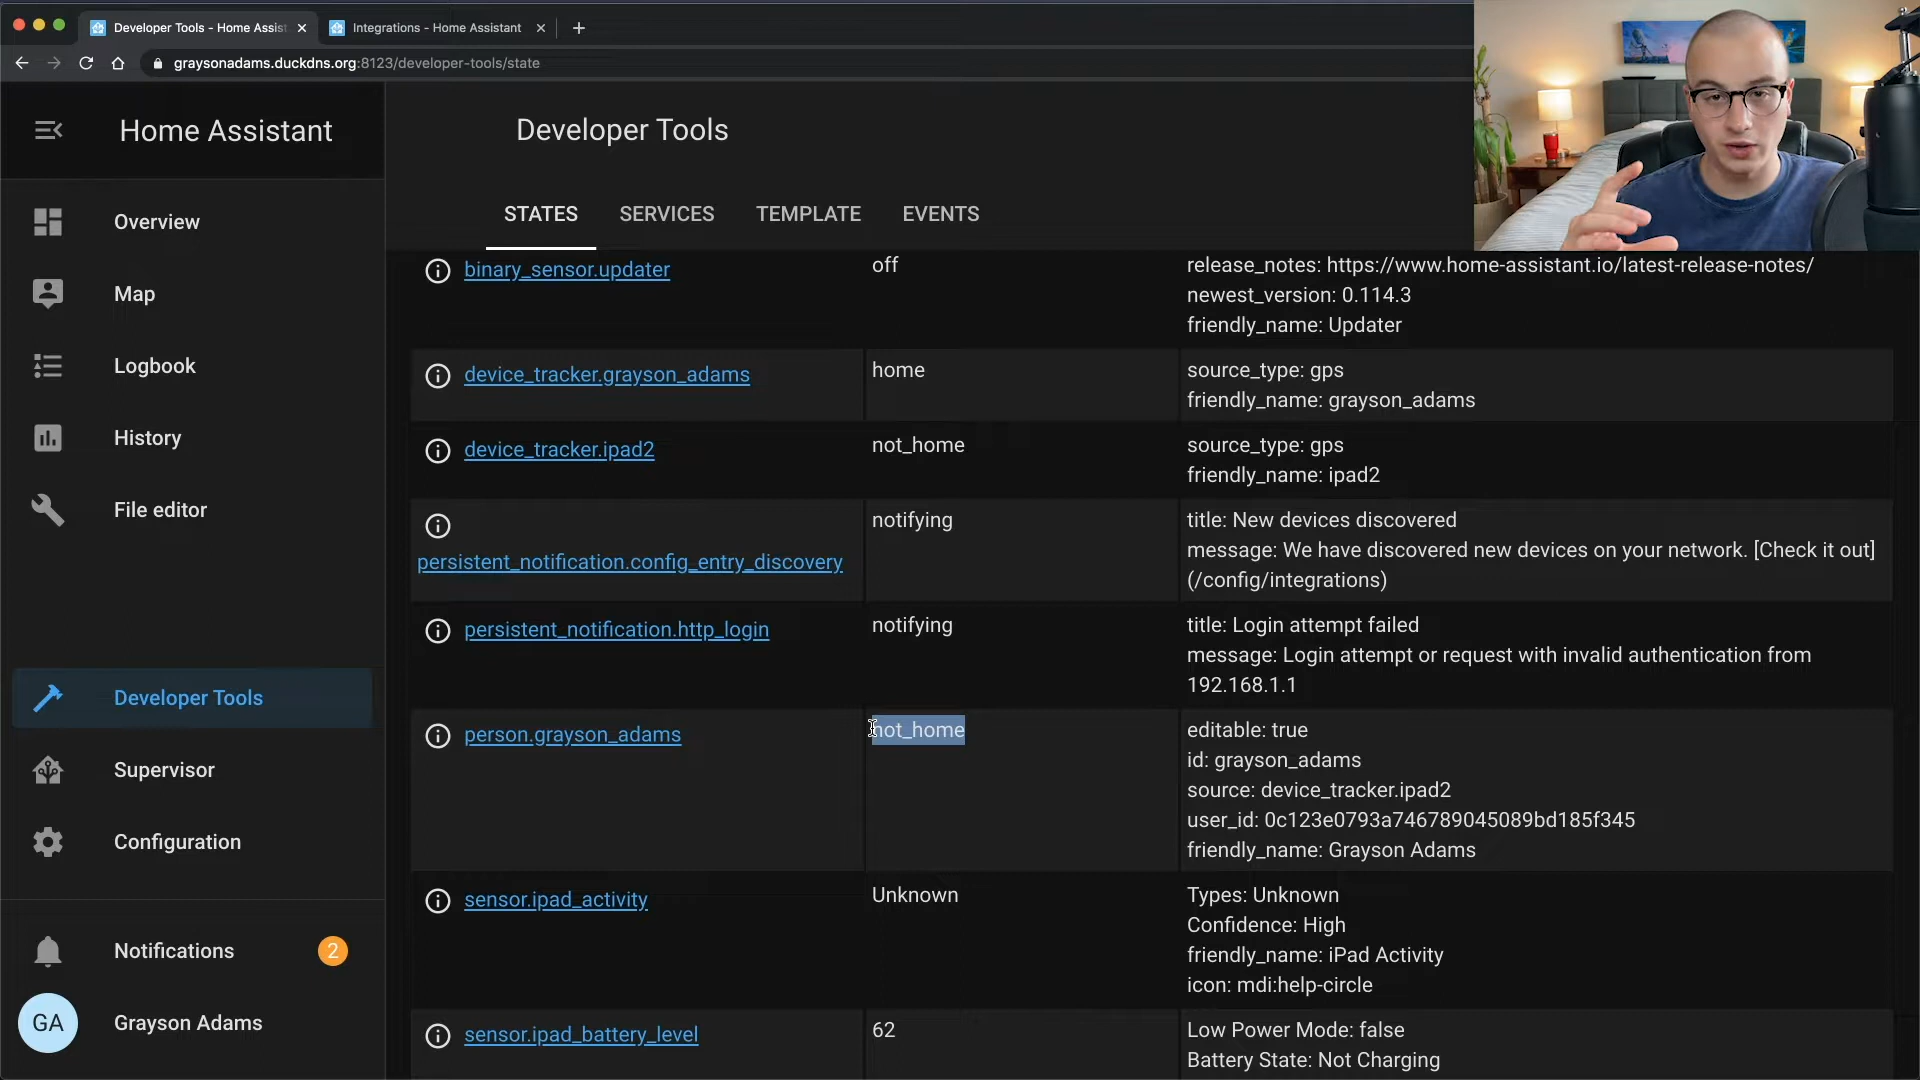 Developer Tools - Home Assist
Integrations - Home Assistant
graysonadams.duckdns.org:8123/developer-tools/state
Home Assistant
Developer Tools
STATES SERVICES TEMPLATE EVENTS
Overview
Map
Logbook
History
File editor
Developer Tools
Supervisor
Configuration
Notifications 2
GA Grayson Adams
binary_sensor.updater
off
release_notes: https://www.home-assistant.io/latest-release-notes/
newest_version: 0.114.3
friendly_name: Updater
device_tracker.grayson_adams
home
source_type: gps
friendly_name: grayson_adams
device_tracker.ipad2
not_home
source_type: gps
friendly_name: ipad2
persistent_notification.config_entry_discovery
notifying
title: New devices discovered
message: We have discovered new devices on your network. [Check it out]
(/config/integrations)
persistent_notification.http_login
notifying
title: Login attempt failed
message: Login attempt or request with invalid authentication from
192.168.1.1
person.grayson_adams
not_home
editable: true
id: grayson_adams
source: device_tracker.ipad2
user_id: 0c123e0793a746789045089bd185f345
friendly_name: Grayson Adams
sensor.ipad_activity
Unknown
Types: Unknown
Confidence: High
friendly_name: iPad Activity
icon: mdi:help-circle
sensor.ipad_battery_level
62
Low Power Mode: false
Battery State: Not Charging